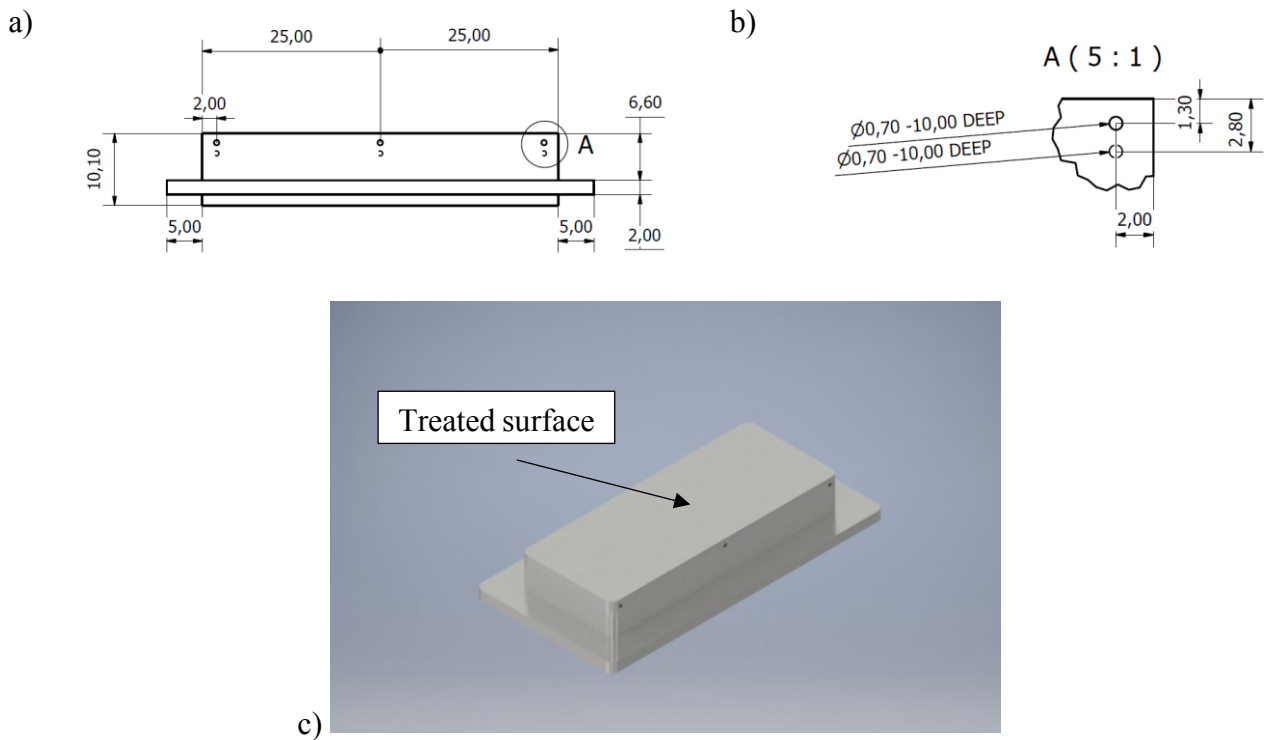 a)
25,00 25,00
2,00
6,60
A
10,10
5,00 5,00
2,00
b)
A ( 5 : 1 )
Ø0,70 -10,00 DEEP
Ø0,70 -10,00 DEEP
1,30
2,80
2,00
Treated surface
c)